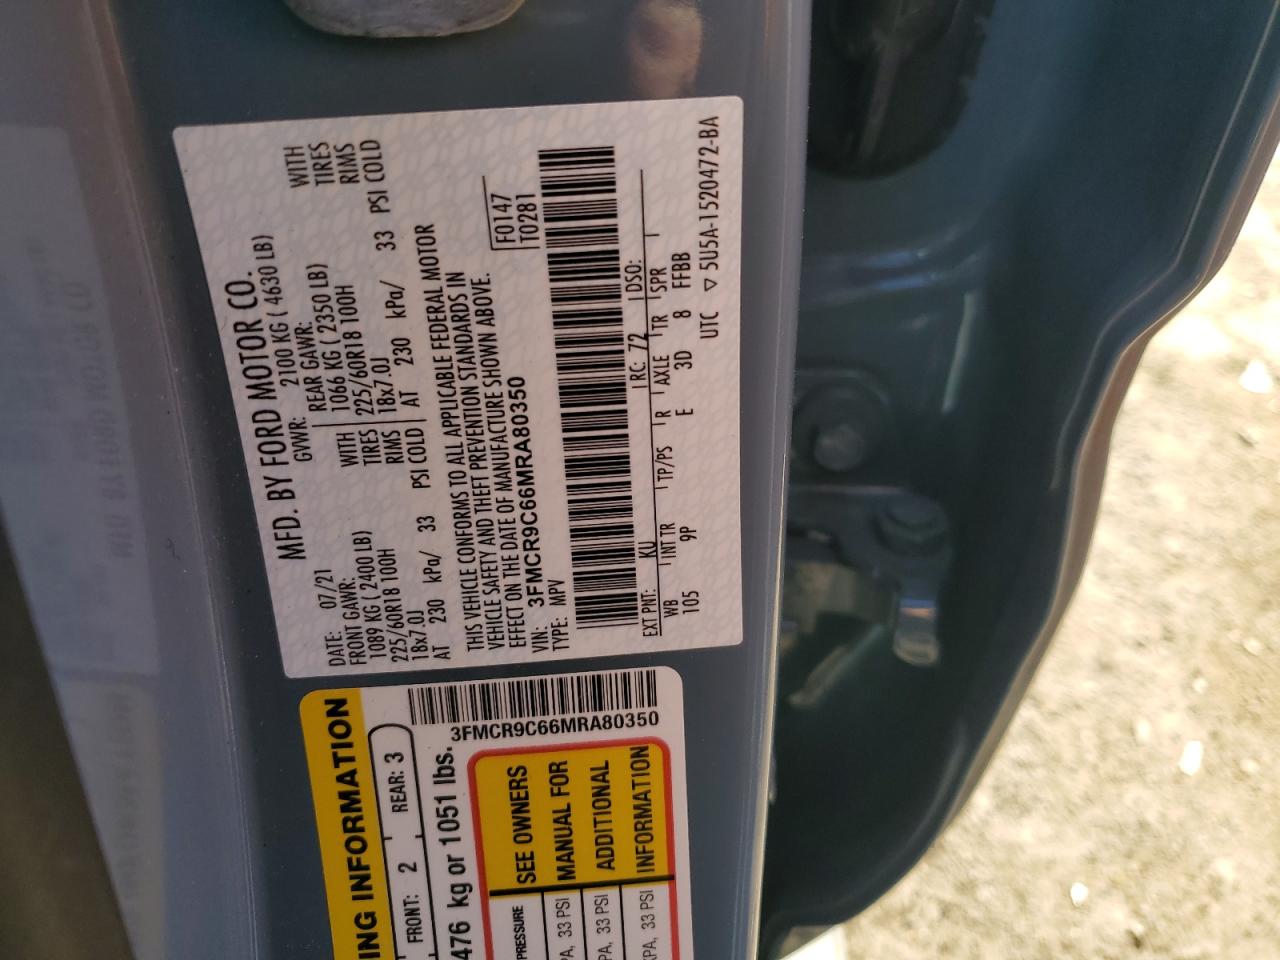 MFD. BY FORD MOTOR CO.
DATE: 07/21 GVWR: 2100 KG ( 4630 LB)
FRONT GAWR: REAR GAWR:
1089 KG ( 2400 LB) WITH 1066 KG ( 2350 LB) WITH
225/60R18 100H TIRES 225/60R18 100H TIRES
18x7.0J RIMS 18x7.0J RIMS
AT 230 kPa/ 33 PSI COLD AT 230 kPa/ 33 PSI COLD
THIS VEHICLE CONFORMS TO ALL APPLICABLE FEDERAL MOTOR
VEHICLE SAFETY AND THEFT PREVENTION STANDARDS IN
EFFECT ON THE DATE OF MANUFACTURE SHOWN ABOVE.
VIN: 3FMCR9C66MRA80350 F0147
TYPE: MPV T0281
EXT PNT: KU RC: 72 DSO:
WB INT TR TP/PS R AXLE TR SPR
105 9P E 3D 8 FFBB
UTC ▽ 5U5A-1520472-BA
ING INFORMATION
FRONT: 2 REAR: 3
476 kg or 1051 lbs.
3FMCR9C66MRA80350
PRESSURE SEE OWNERS
PA, 33 PSI MANUAL FOR
PA, 33 PSI ADDITIONAL
KPA, 33 PSI INFORMATION